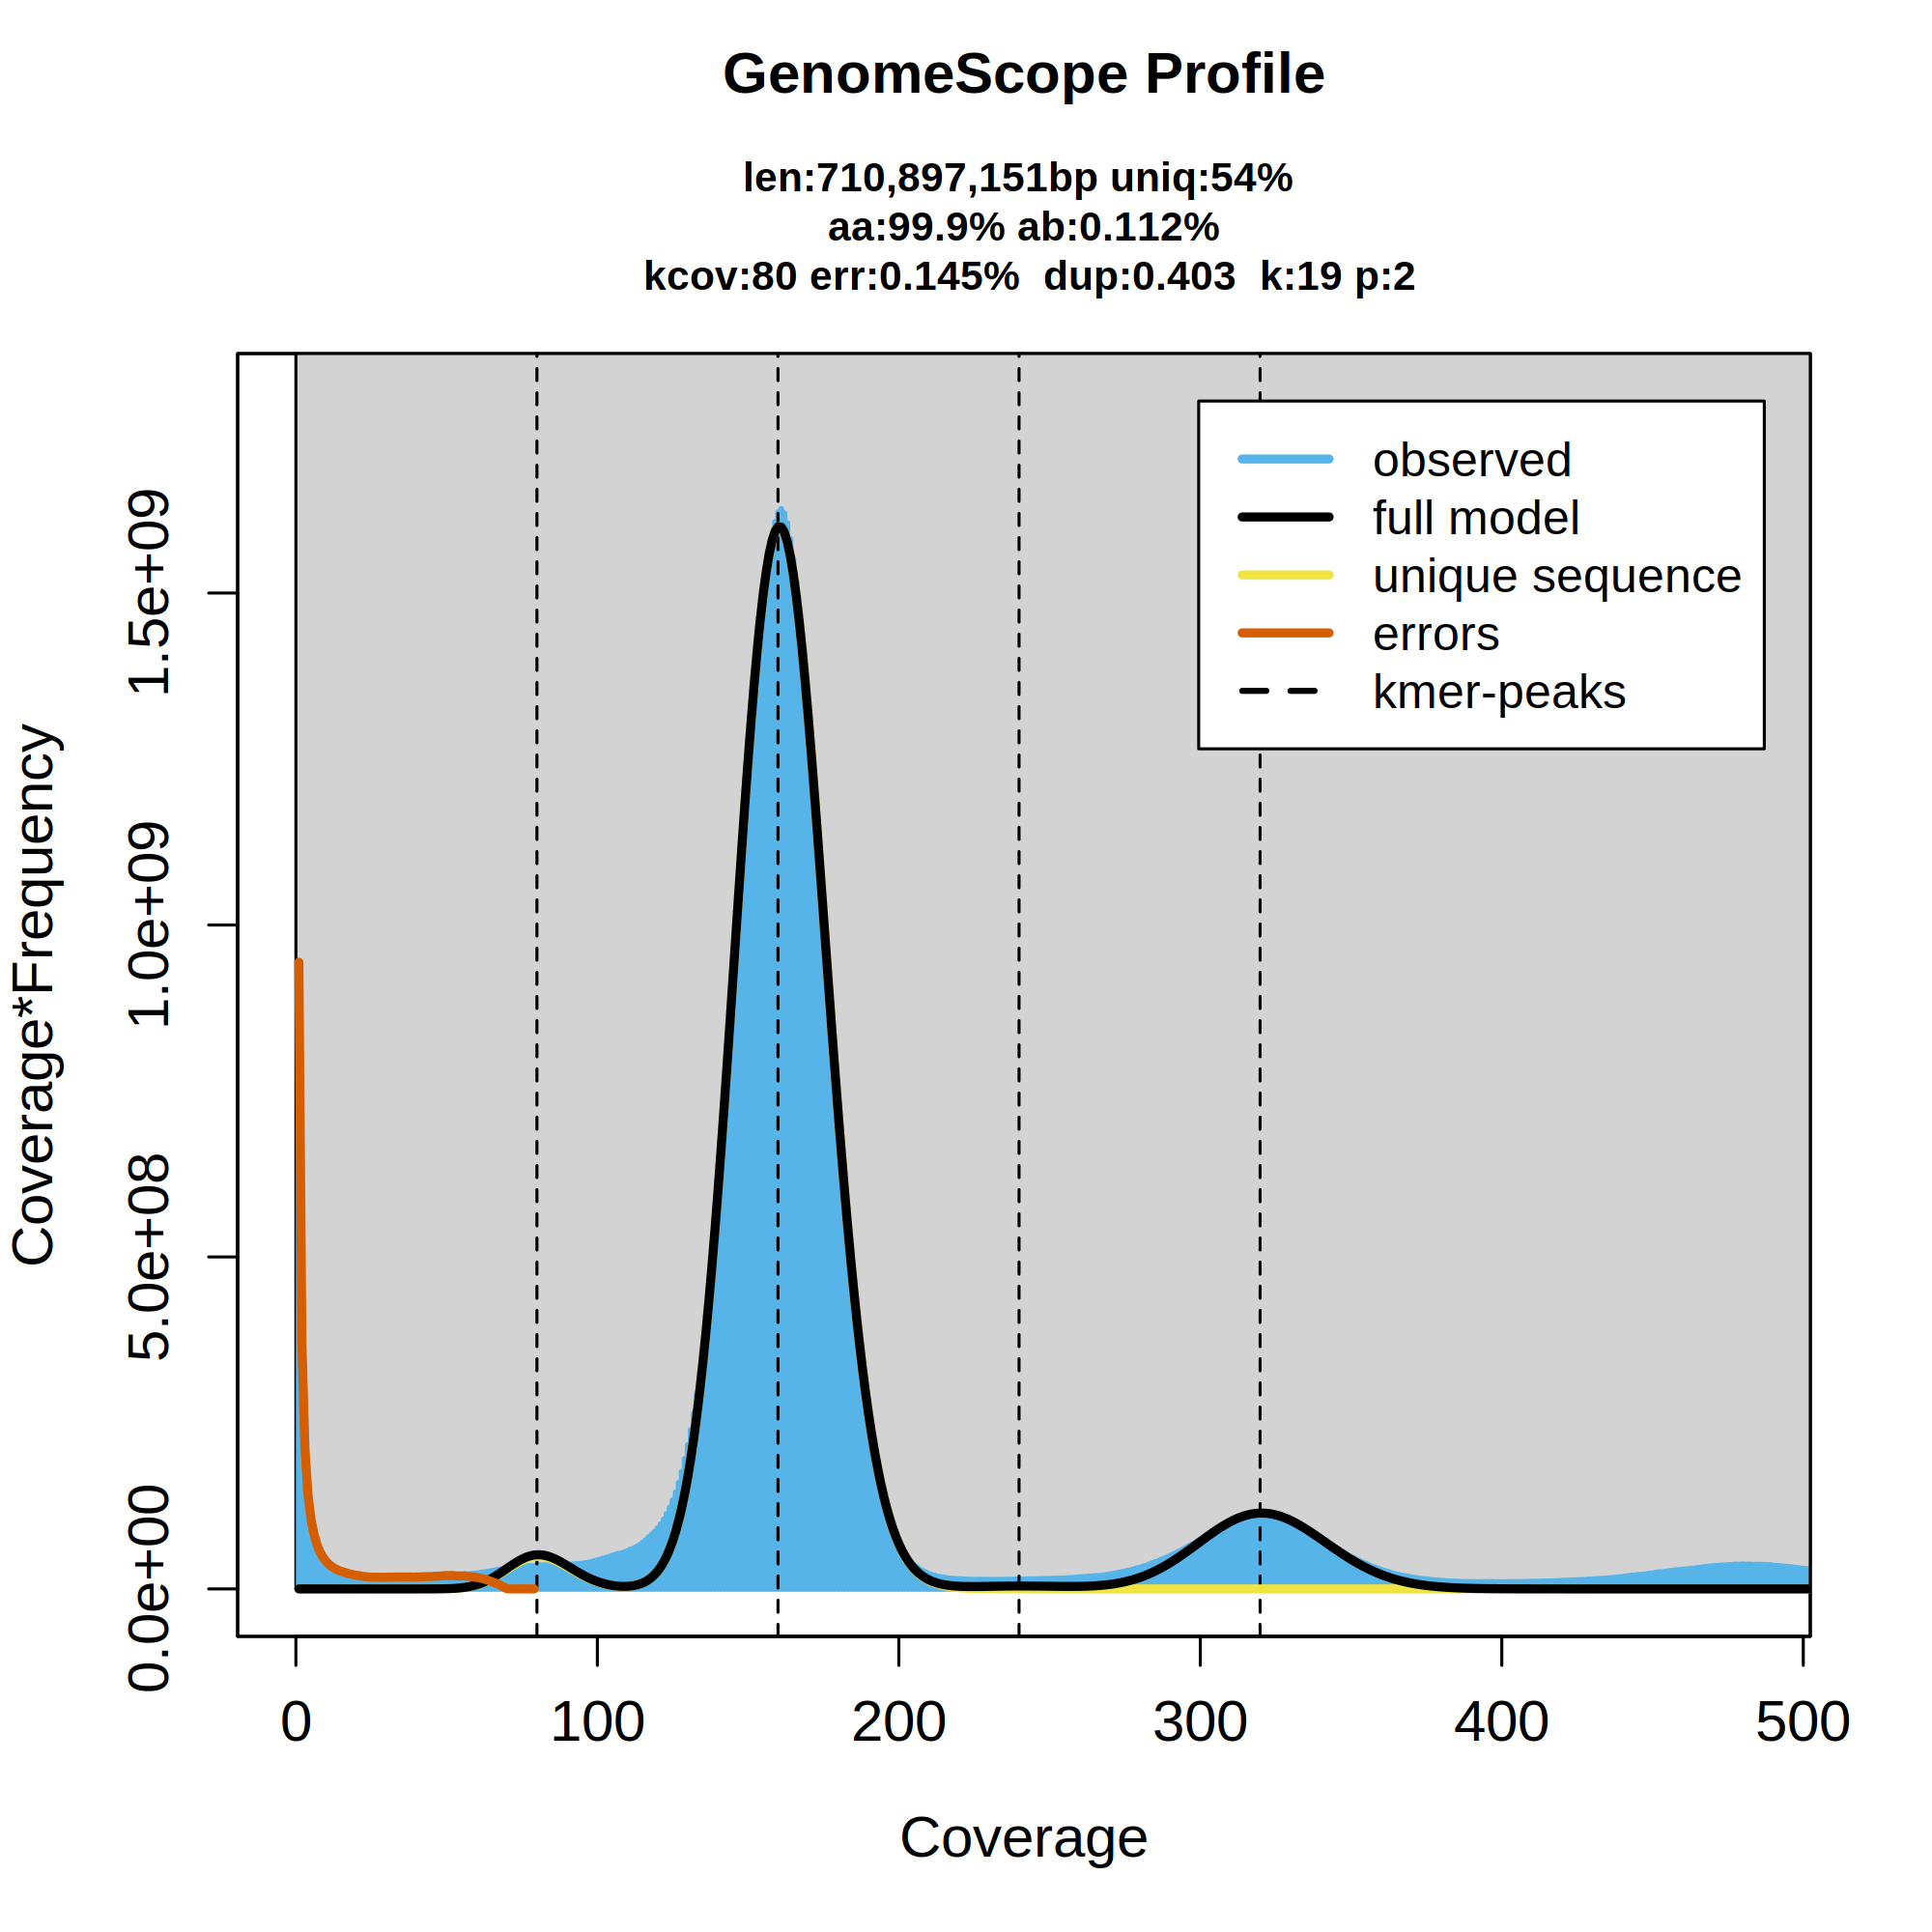 GenomeScope Profile
len:710,897,151bp uniq:54%
aa:99.9% ab:0.112%
kcov:80 err:0.145%  dup:0.403  k:19 p:2
observed
full model
unique sequence
errors
kmer-peaks
Coverage*Frequency
1.5e+09
1.0e+09
5.0e+08
0.0e+00
0 100 200 300 400 500
Coverage